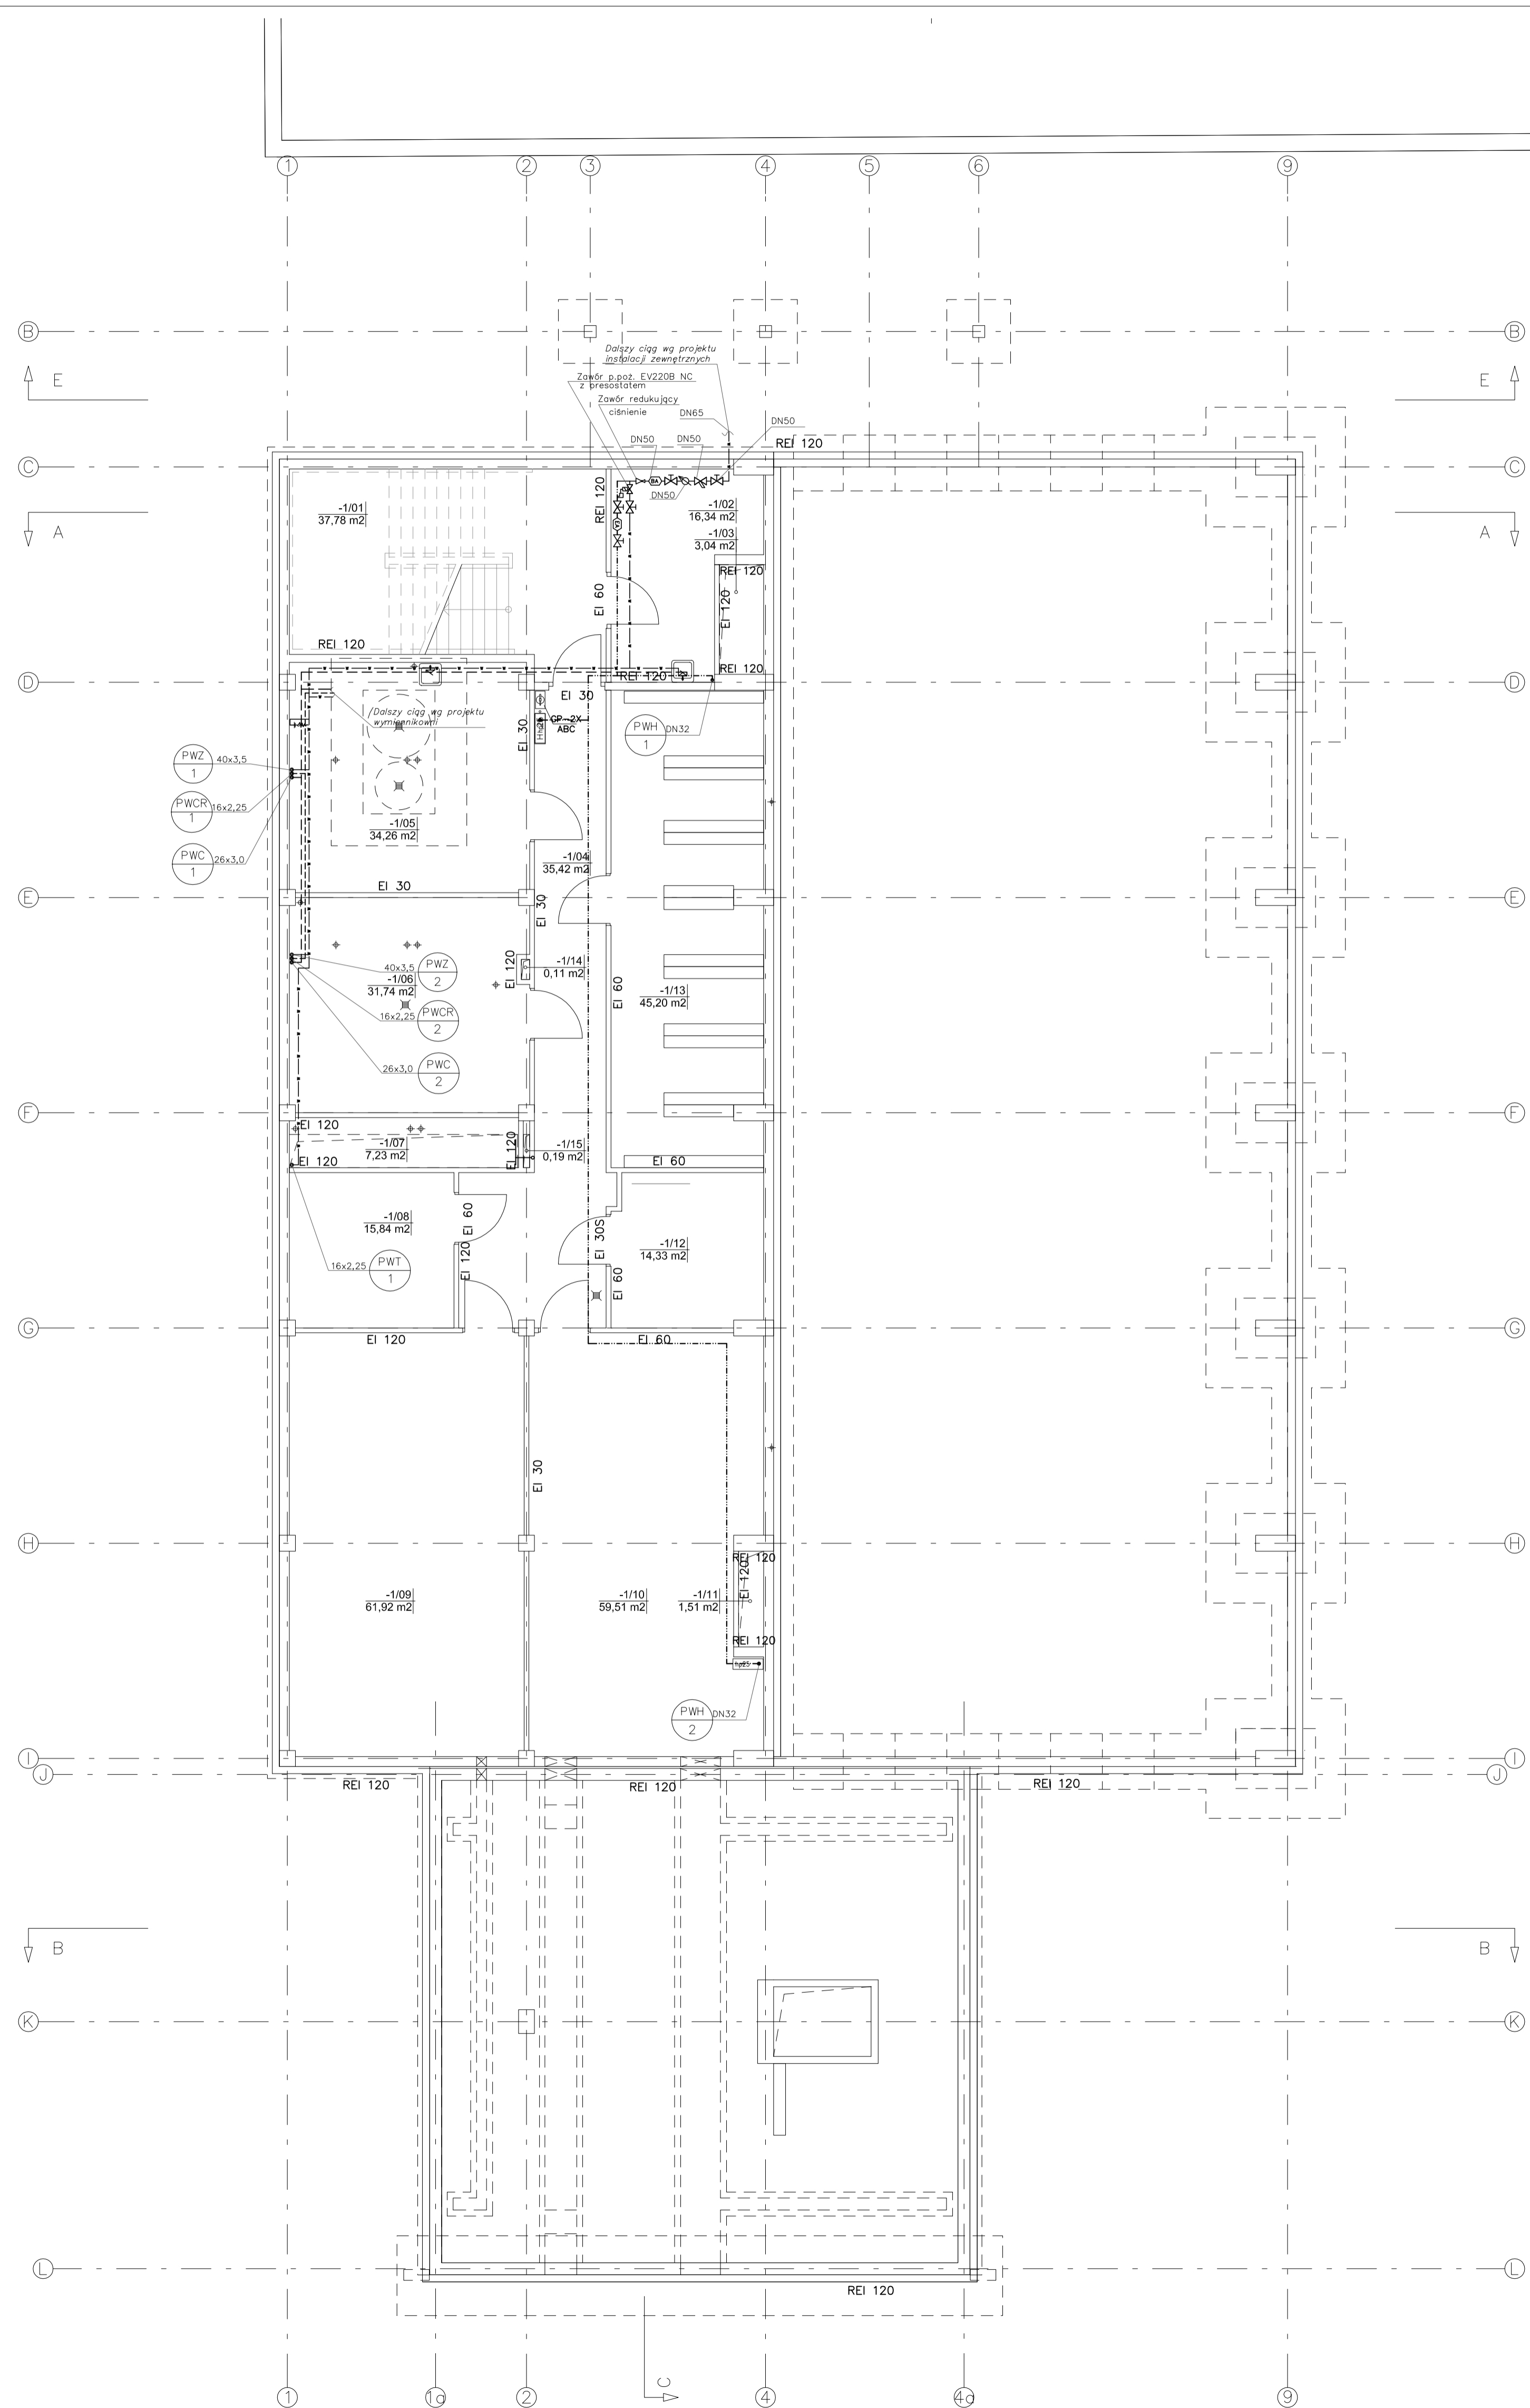 1
2
3
4
5
6
9
B
B
Dalszy ciąg wg projektu
instalacji zewnętrznych
E
E
Zawór p.poż. EV220B NC
z presostatem
Zawór redukujący
ciśnienie
DN65
DN50
DN50
DN50
REI 120
C
C
BA
DN50
REI 120
-1/01
37,78 m2
-1/02
16,34 m2
A
A
-1/03
3,04 m2
REI 120
EI 60
EI 120
REI 120
REI 120
REI 120
D
D
EI 30
Dalszy ciąg wg projektu
wymiennikowni
GP-2X
ABC
EI 30
PWH
1
DN32
PWZ
1
40x3,5
PWCR
1
16x2,25
-1/05
34,26 m2
PWC
1
26x3,0
-1/04
35,42 m2
EI 30
E
E
EI 30
40x3,5
PWZ
2
EI 120
-1/14
0,11 m2
-1/06
31,74 m2
EI 60
-1/13
45,20 m2
16x2,25
PWCR
2
26x3,0
PWC
2
F
F
EI 120
-1/07
7,23 m2
EI 120
-1/15
0,19 m2
EI 120
EI 60
-1/08
15,84 m2
EI 60
EI 30S
-1/12
14,33 m2
16x2,25
PWT
1
EI 120
EI 60
G
G
EI 120
EI 60
EI 30
H
H
REI 120
EI 120
-1/09
61,92 m2
-1/10
59,51 m2
-1/11
1,51 m2
REI 120
hp25
PWH
2
DN32
I
I
J
J
REI 120
REI 120
REI 120
B
B
K
K
L
L
REI 120
C
1
1a
2
4
4a
9